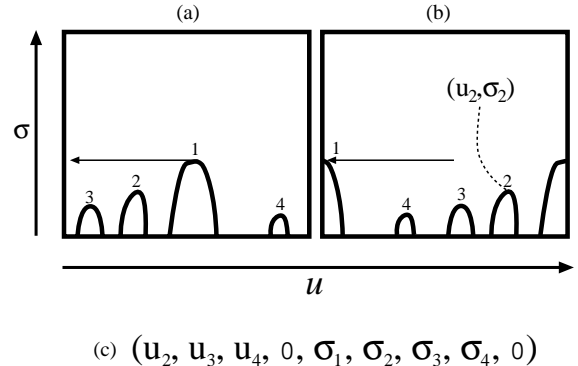 (a) (b)
σ
(u₂,σ₂)
1 1
3 2 4 4 3 2
u
(c) (u₂, u₃, u₄, 0, σ₁, σ₂, σ₃, σ₄, 0)